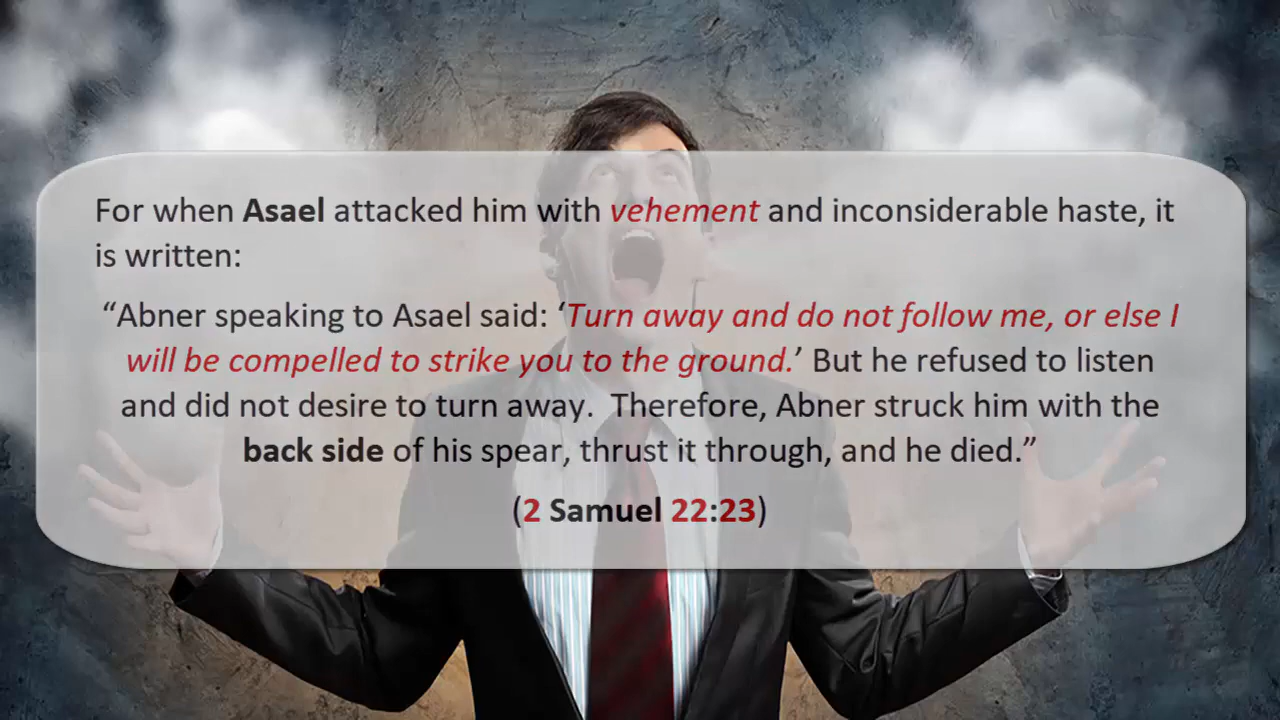 For when Asael attacked him with vehement and inconsiderable haste, it
is written:
“Abner speaking to Asael said: ‘Turn away and do not follow me, or else I
will be compelled to strike you to the ground.’ But he refused to listen
and did not desire to turn away. Therefore, Abner struck him with the
back side of his spear, thrust it through, and he died.”
(2 Samuel 22:23)